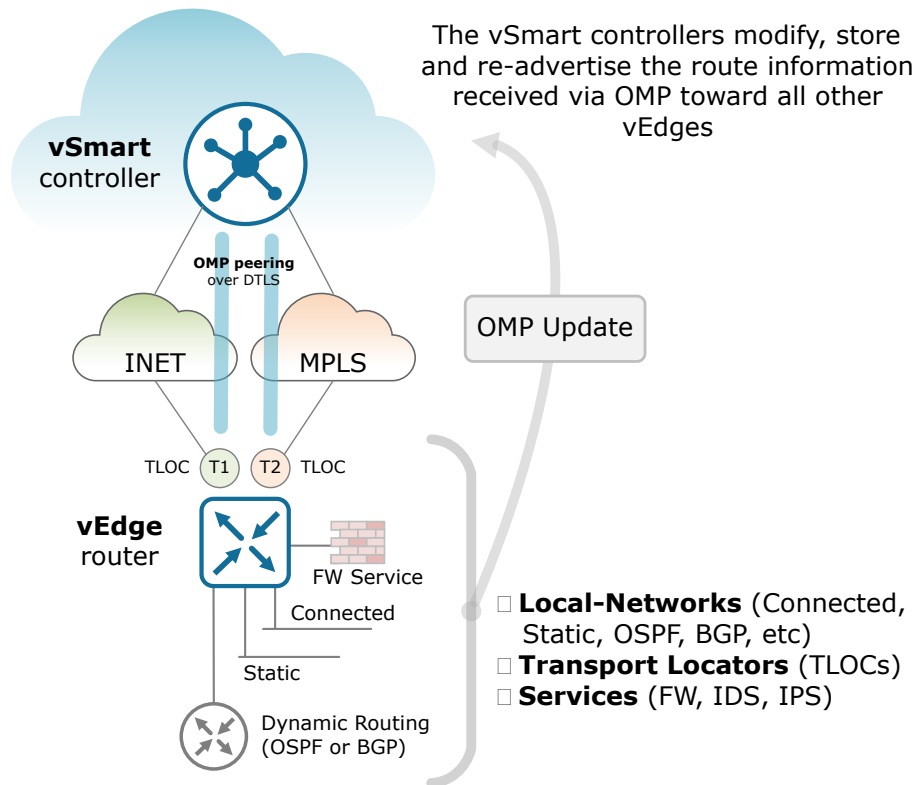 The vSmart controllers modify, store
and re-advertise the route information
received via OMP toward all other
vEdges
vSmart
controller
OMP peering
over DTLS
INET
MPLS
OMP Update
TLOC
T1
T2
TLOC
vEdge
router
FW Service
Connected
Static
Dynamic Routing
(OSPF or BGP)
Local-Networks (Connected,
Static, OSPF, BGP, etc)
Transport Locators (TLOCs)
Services (FW, IDS, IPS)